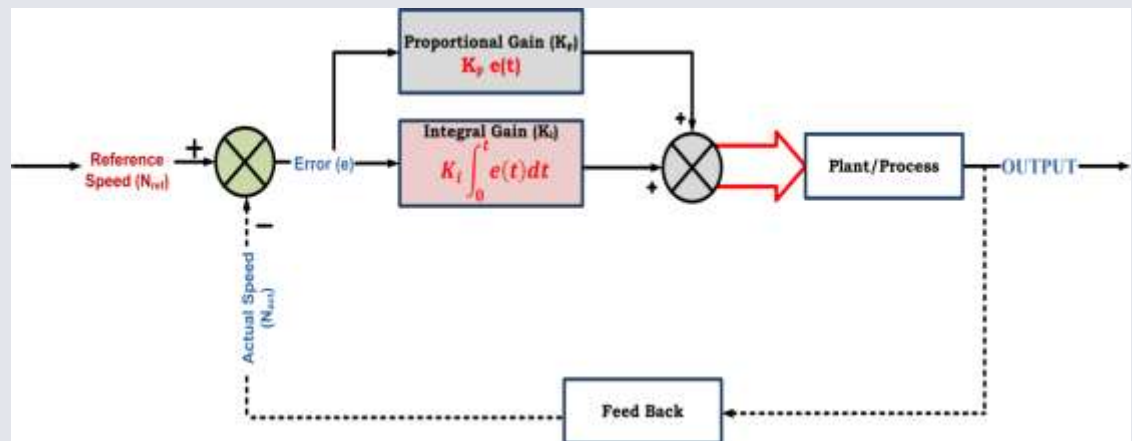 Proportional Gain (Kₚ)
Kₚ e(t)
+
Integral Gain (Kᵢ)
Kᵢ ∫₀ᵗ e(t)dt
+
Reference
Speed (Nref)
+
Error (e)
Plant/Process
OUTPUT
−
Actual Speed
(Nact)
Feed Back